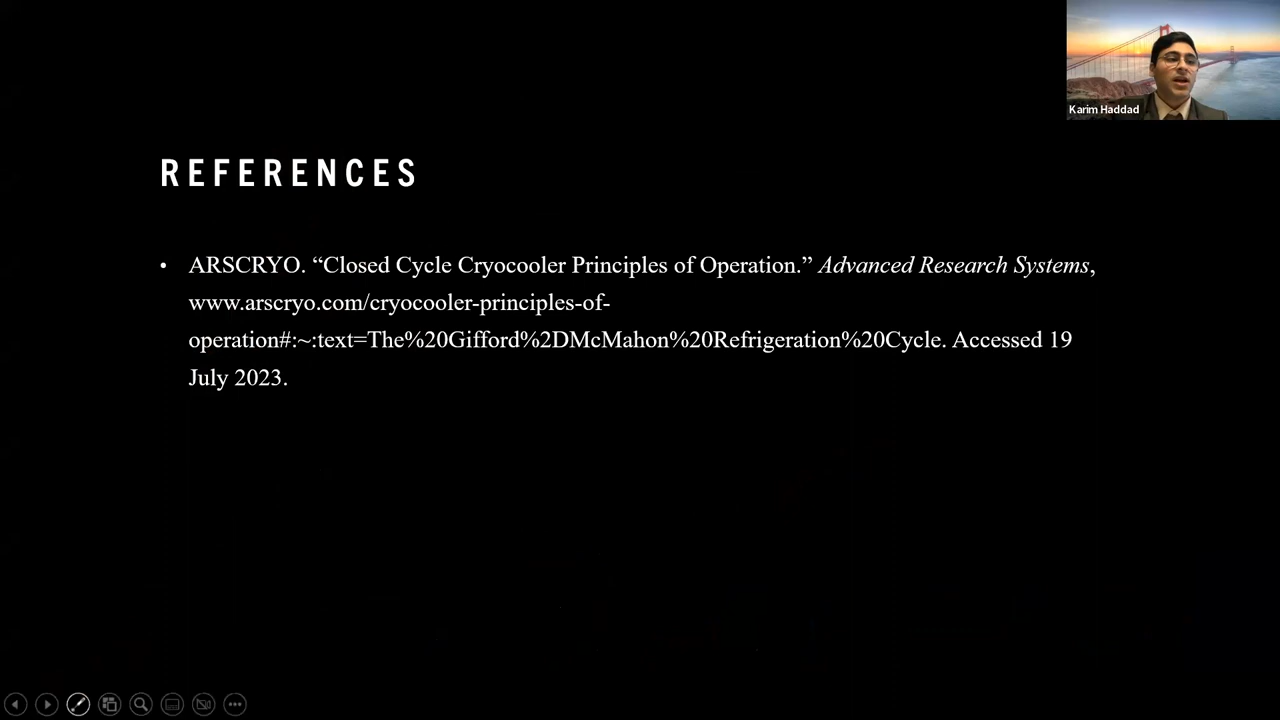 Karim Haddad
REFERENCES
• ARSCRYO. “Closed Cycle Cryocooler Principles of Operation.” Advanced Research Systems,
www.arscryo.com/cryocooler-principles-of-
operation#:~:text=The%20Gifford%2DMcMahon%20Refrigeration%20Cycle. Accessed 19
July 2023.